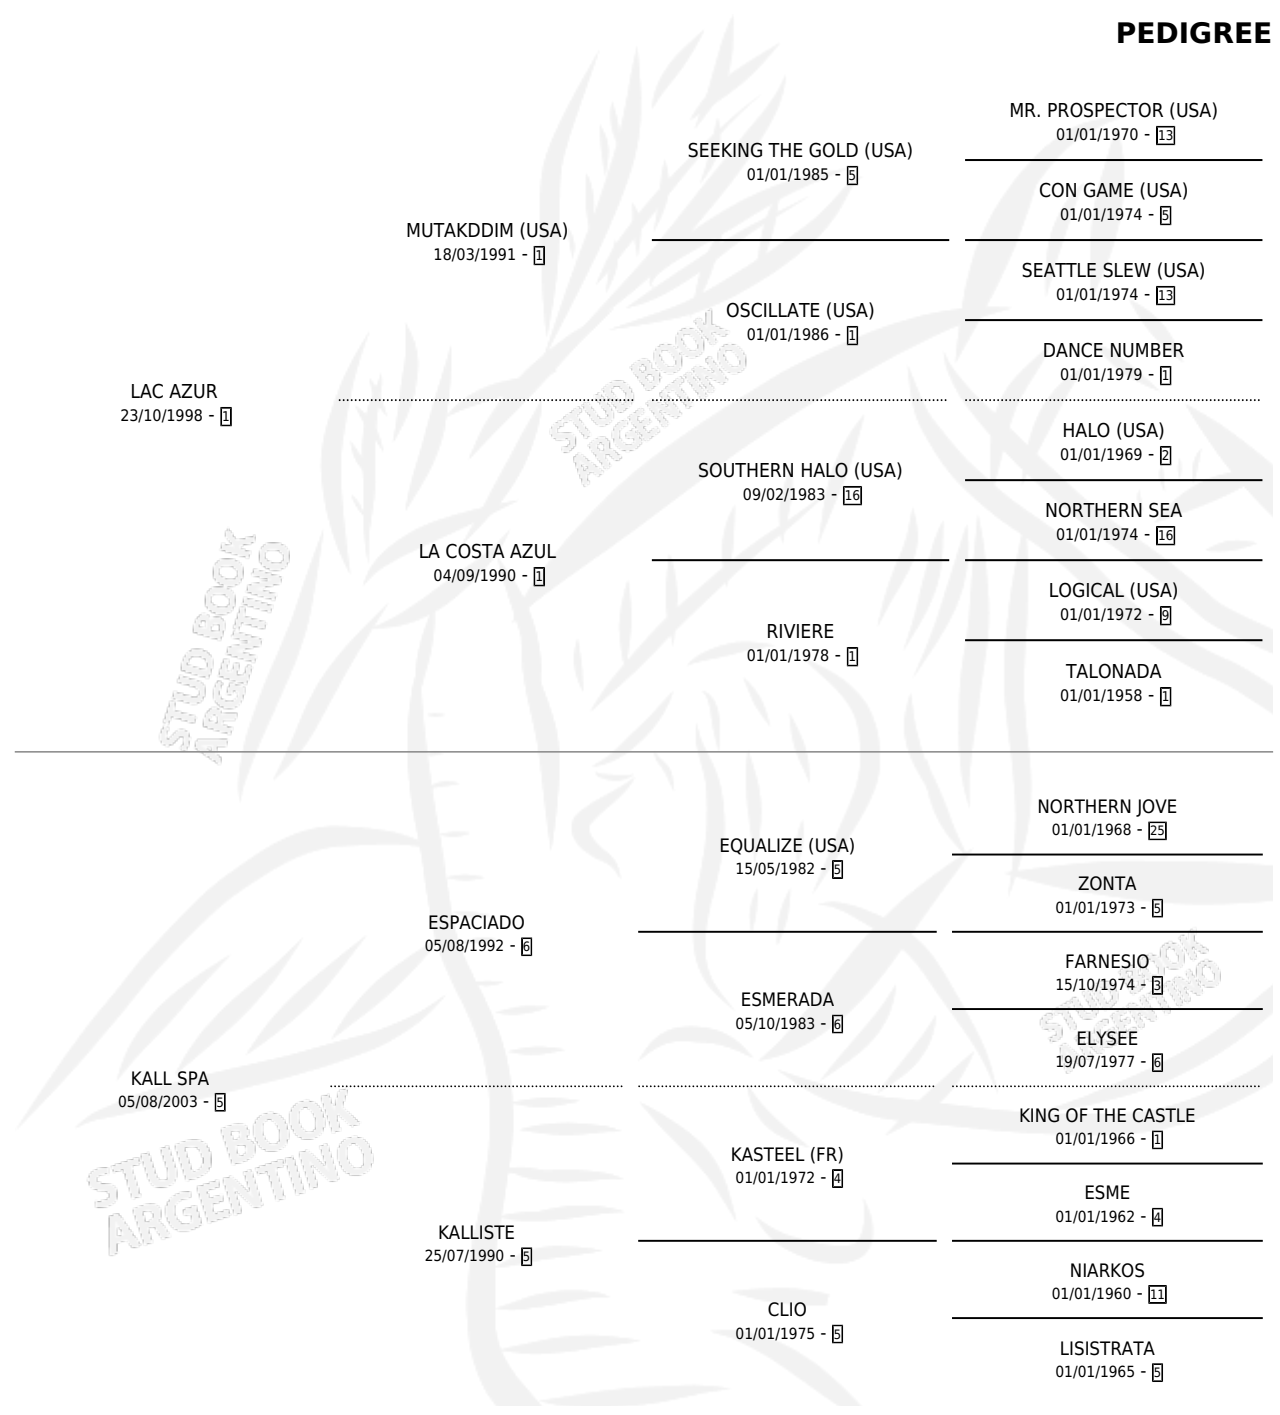 PEDIGREE
MR. PROSPECTOR (USA)
01/01/1970 - 13
SEEKING THE GOLD (USA)
01/01/1985 - 5
CON GAME (USA)
01/01/1974 - 5
MUTAKDDIM (USA)
18/03/1991 - 1
SEATTLE SLEW (USA)
01/01/1974 - 13
OSCILLATE (USA)
01/01/1986 - 1
DANCE NUMBER
01/01/1979 - 1
LAC AZUR
23/10/1998 - 1
STUD BOOK
ARGENTINO
HALO (USA)
01/01/1969 - 2
SOUTHERN HALO (USA)
09/02/1983 - 16
NORTHERN SEA
01/01/1974 - 16
LA COSTA AZUL
04/09/1990 - 1
LOGICAL (USA)
01/01/1972 - 9
RIVIERE
01/01/1978 - 1
TALONADA
01/01/1958 - 1
STUD BOOK
ARGENTINO
NORTHERN JOVE
01/01/1968 - 25
EQUALIZE (USA)
15/05/1982 - 5
ZONTA
01/01/1973 - 5
ESPACIADO
05/08/1992 - 6
FARNESIO
15/10/1974 - 3
ESMERADA
05/10/1983 - 6
STUD BOOK
ARGENTINO
ELYSEE
19/07/1977 - 6
KALL SPA
05/08/2003 - 5
KING OF THE CASTLE
01/01/1966 - 1
KASTEEL (FR)
01/01/1972 - 4
ESME
01/01/1962 - 4
STUD BOOK
ARGENTINO
KALLISTE
25/07/1990 - 5
NIARKOS
01/01/1960 - 11
CLIO
01/01/1975 - 5
LISISTRATA
01/01/1965 - 5